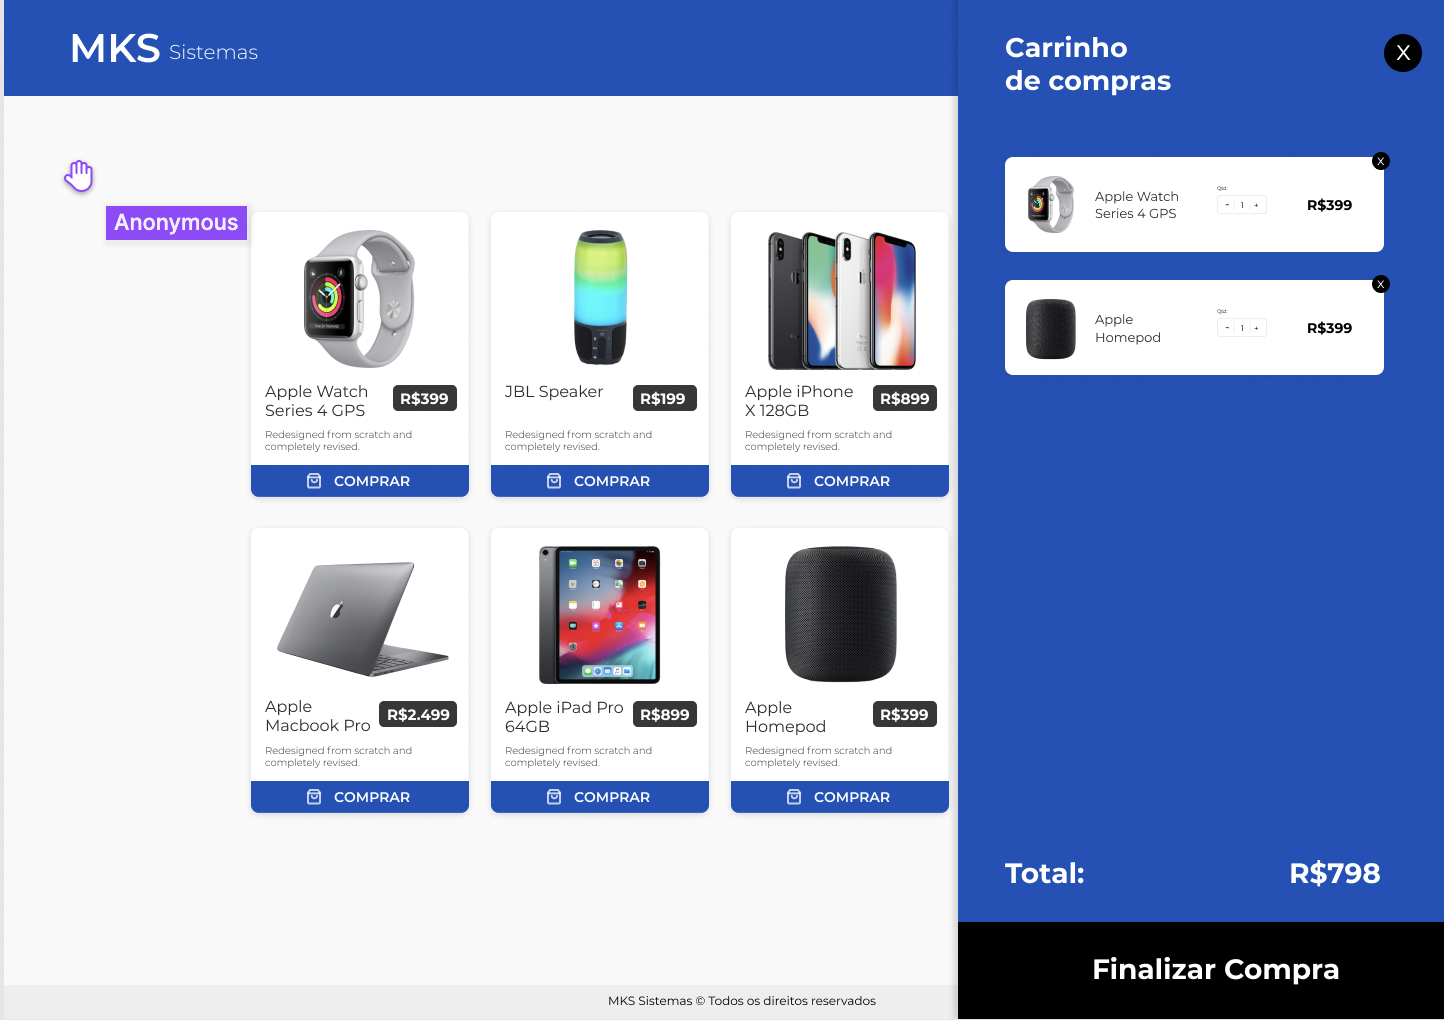 MKS Sistemas
Anonymous
Apple Watch
Series 4 GPS
R$399
Redesigned from scratch and
completely revised.
COMPRAR
JBL Speaker
R$199
Redesigned from scratch and
completely revised.
COMPRAR
Apple iPhone
X 128GB
R$899
Redesigned from scratch and
completely revised.
COMPRAR
Apple
Macbook Pro
R$2.499
Redesigned from scratch and
completely revised.
COMPRAR
Apple iPad Pro
64GB
R$899
Redesigned from scratch and
completely revised.
COMPRAR
Apple
Homepod
R$399
Redesigned from scratch and
completely revised.
COMPRAR
MKS Sistemas © Todos os direitos reservados
Carrinho
de compras
X
X
Apple Watch
Series 4 GPS
Qtd:
- 1 +
R$399
X
Apple
Homepod
Qtd:
- 1 +
R$399
Total:
R$798
Finalizar Compra